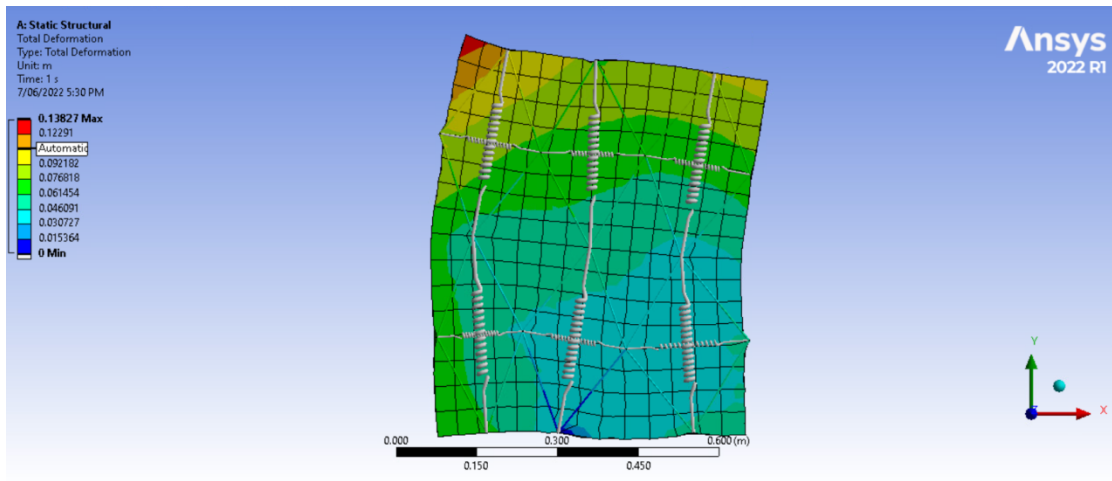 A: Static Structural
Total Deformation
Type: Total Deformation
Unit: m
Time: 1 s
7/06/2022 5:30 PM
0.13827 Max
0.12291
Automatic
0.092182
0.076818
0.061454
0.046091
0.030727
0.015364
0 Min
Ansys
2022 R1
Y
X
0.000
0.300
0.600 (m)
0.150
0.450